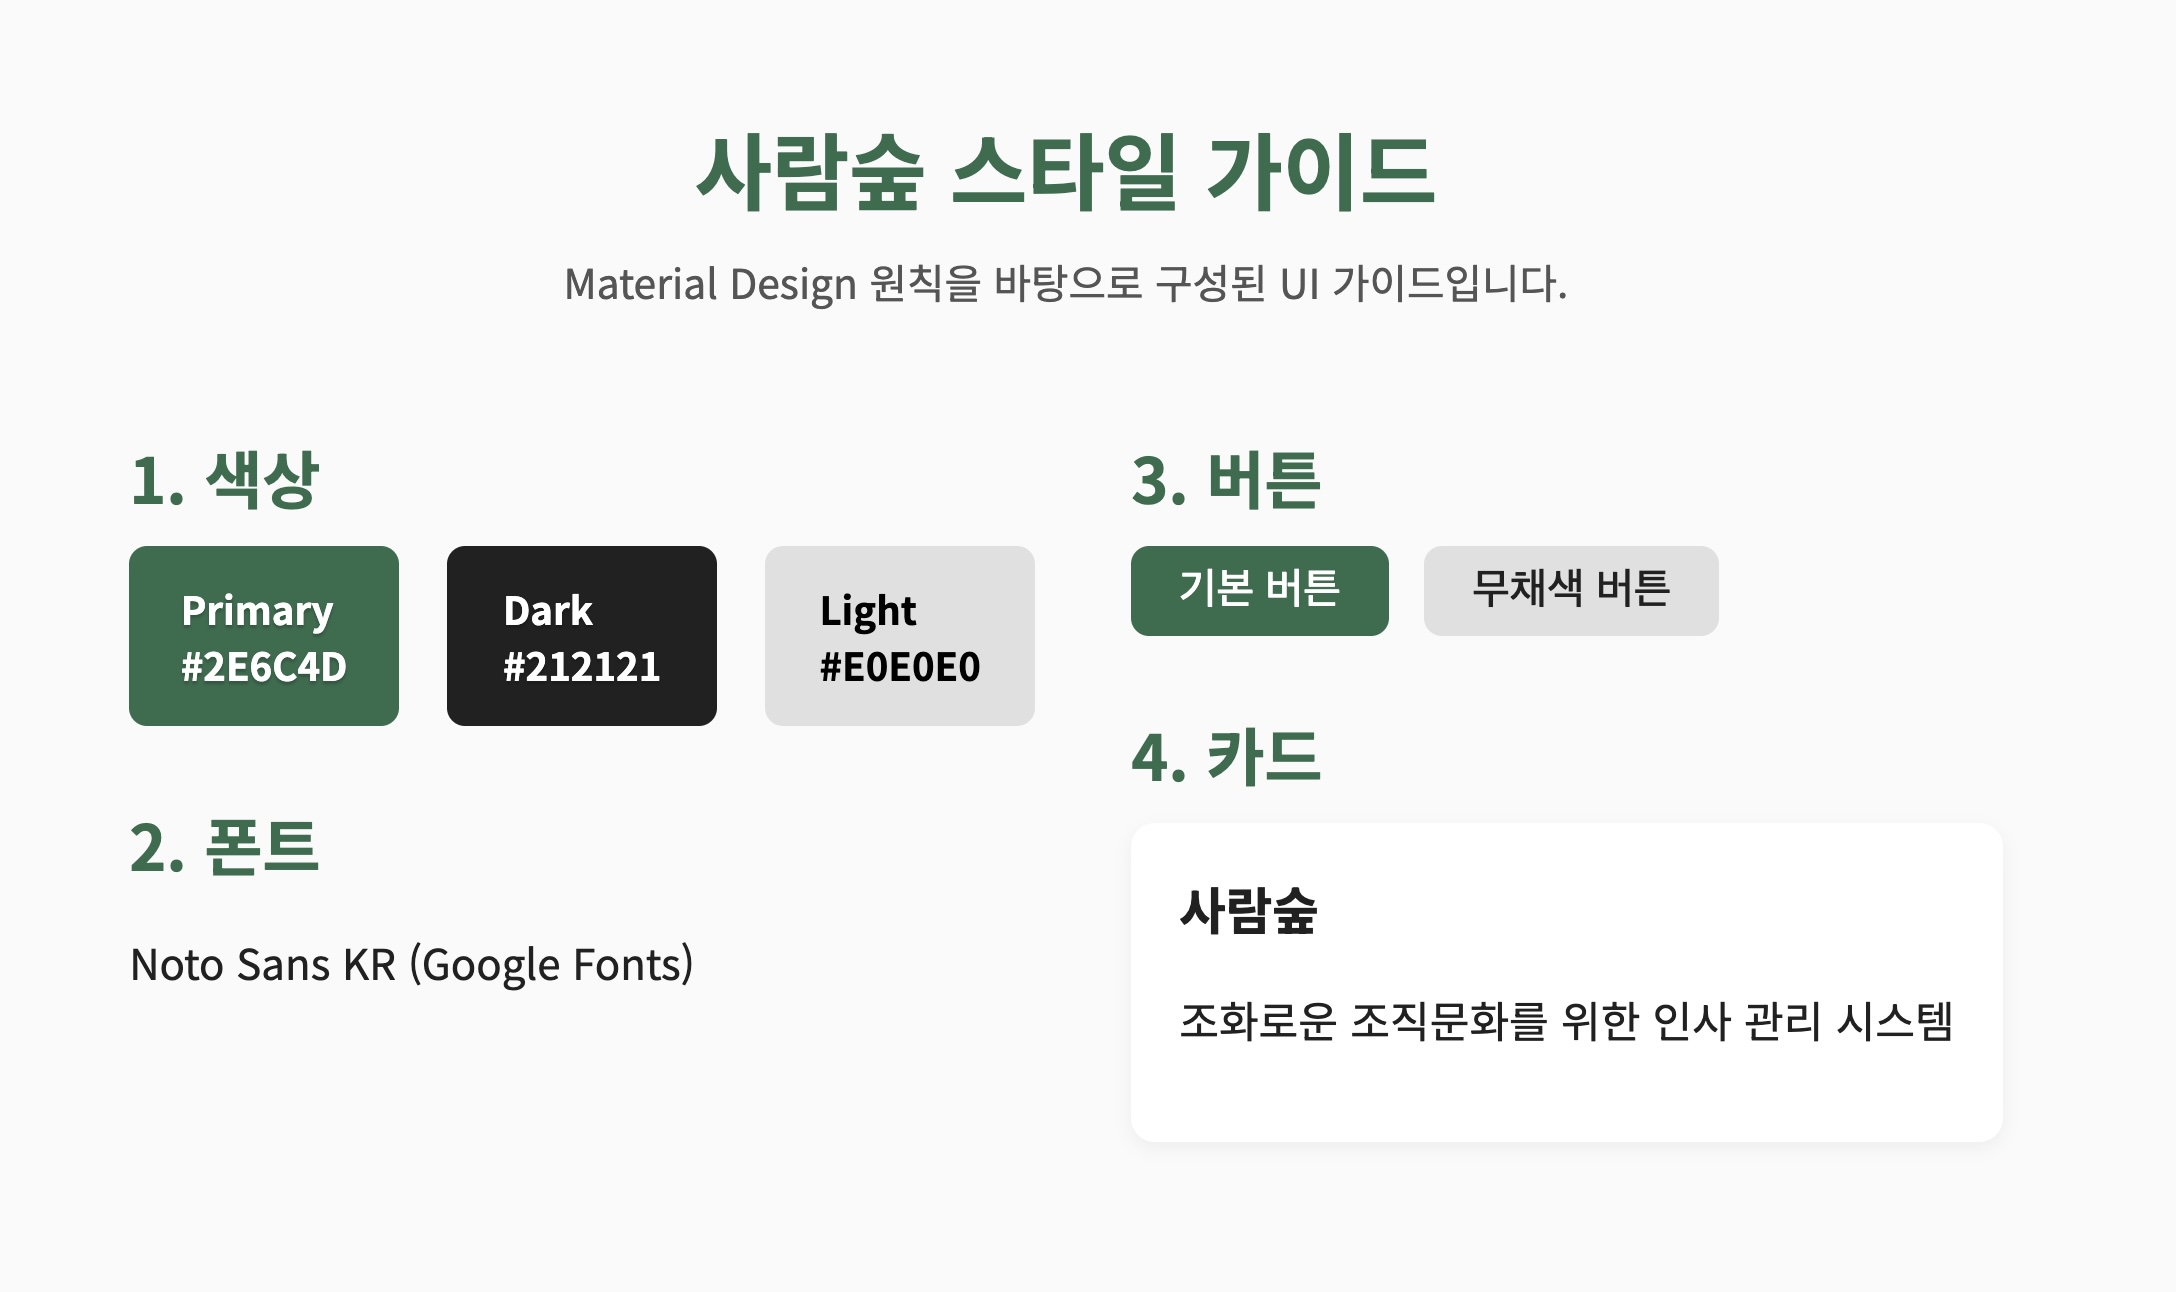 사람숲 스타일 가이드
Material Design 원칙을 바탕으로 구성된 UI 가이드입니다.
1. 색상
Primary
#2E6C4D
Dark
#212121
Light
#E0E0E0
2. 폰트
Noto Sans KR (Google Fonts)
3. 버튼
기본 버튼
무채색 버튼
4. 카드
사람숲
조화로운 조직문화를 위한 인사 관리 시스템